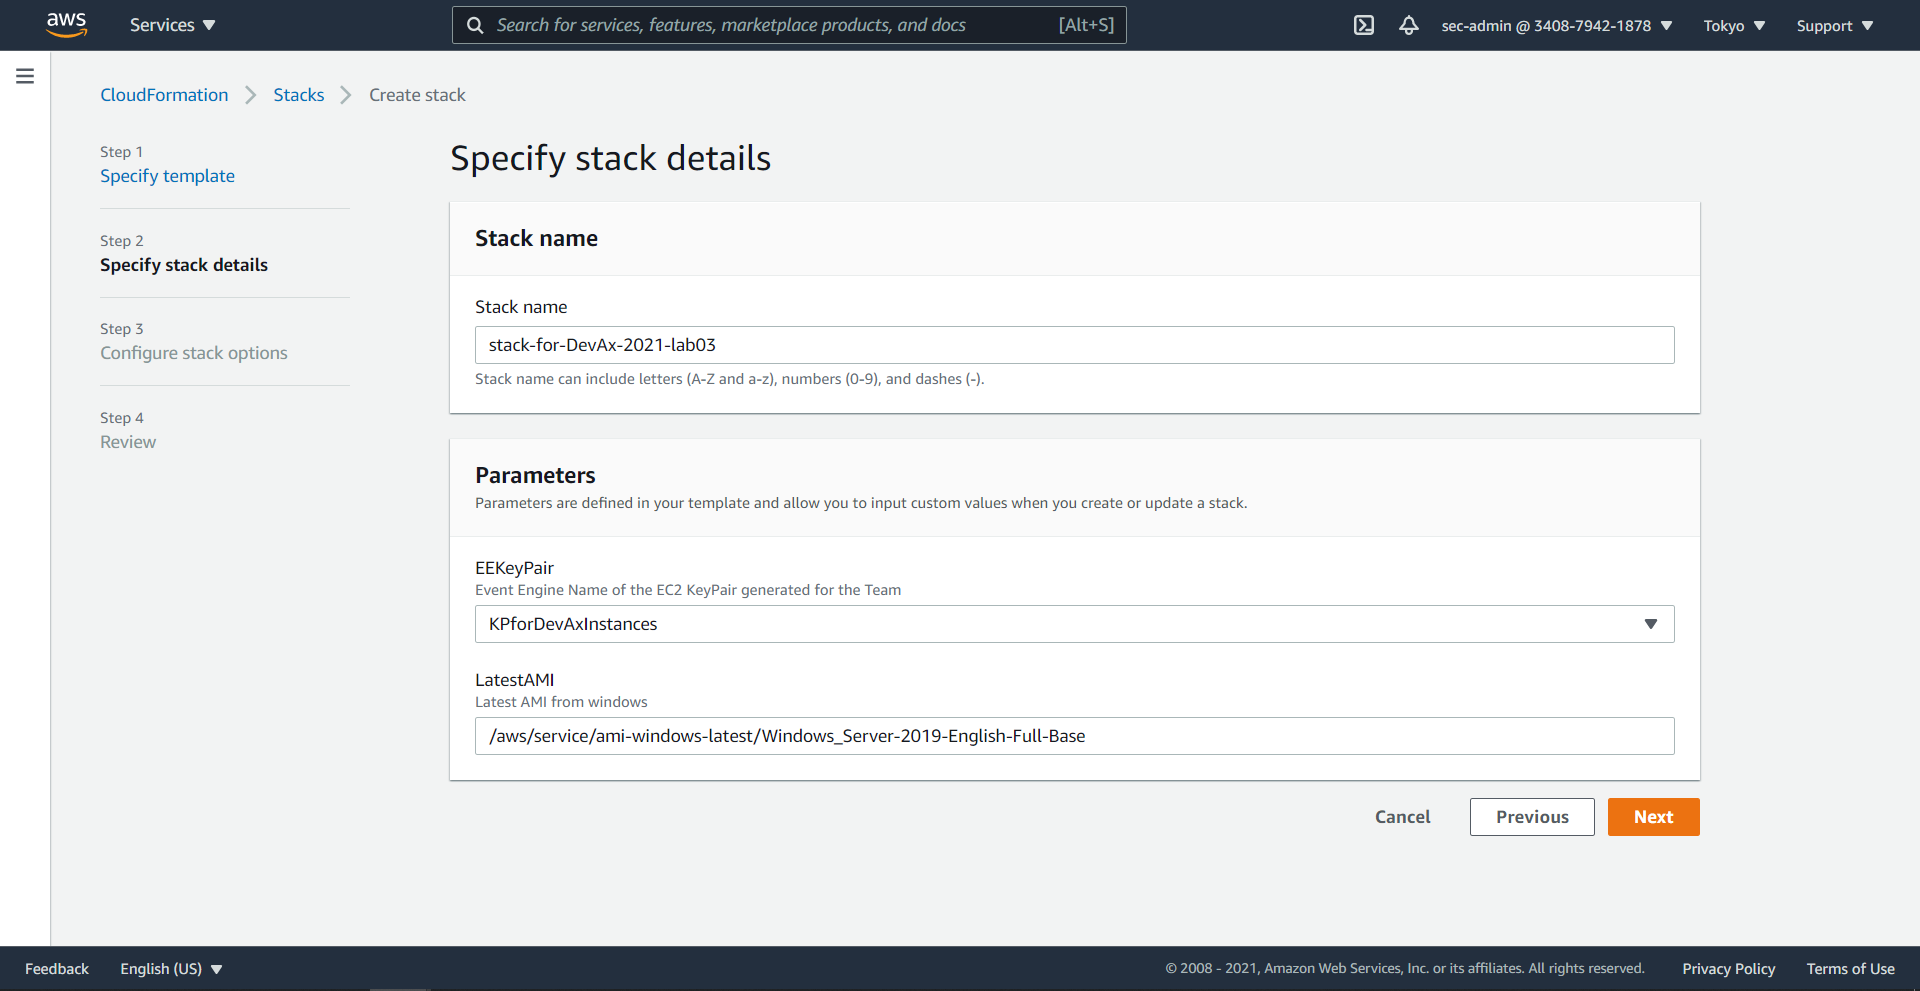 aws
Services
Search for services, features, marketplace products, and docs [Alt+S]
sec-admin @ 3408-7942-1878
Tokyo
Support
CloudFormation
Stacks
Create stack
Step 1
Specify template
Step 2
Specify stack details
Step 3
Configure stack options
Step 4
Review
Specify stack details
Stack name
Stack name
stack-for-DevAx-2021-lab03
Stack name can include letters (A-Z and a-z), numbers (0-9), and dashes (-).
Parameters
Parameters are defined in your template and allow you to input custom values when you create or update a stack.
EEKeyPair
Event Engine Name of the EC2 KeyPair generated for the Team
KPforDevAxInstances
LatestAMI
Latest AMI from windows
/aws/service/ami-windows-latest/Windows_Server-2019-English-Full-Base
Cancel
Previous
Next
Feedback
English (US)
© 2008 - 2021, Amazon Web Services, Inc. or its affiliates. All rights reserved.
Privacy Policy
Terms of Use